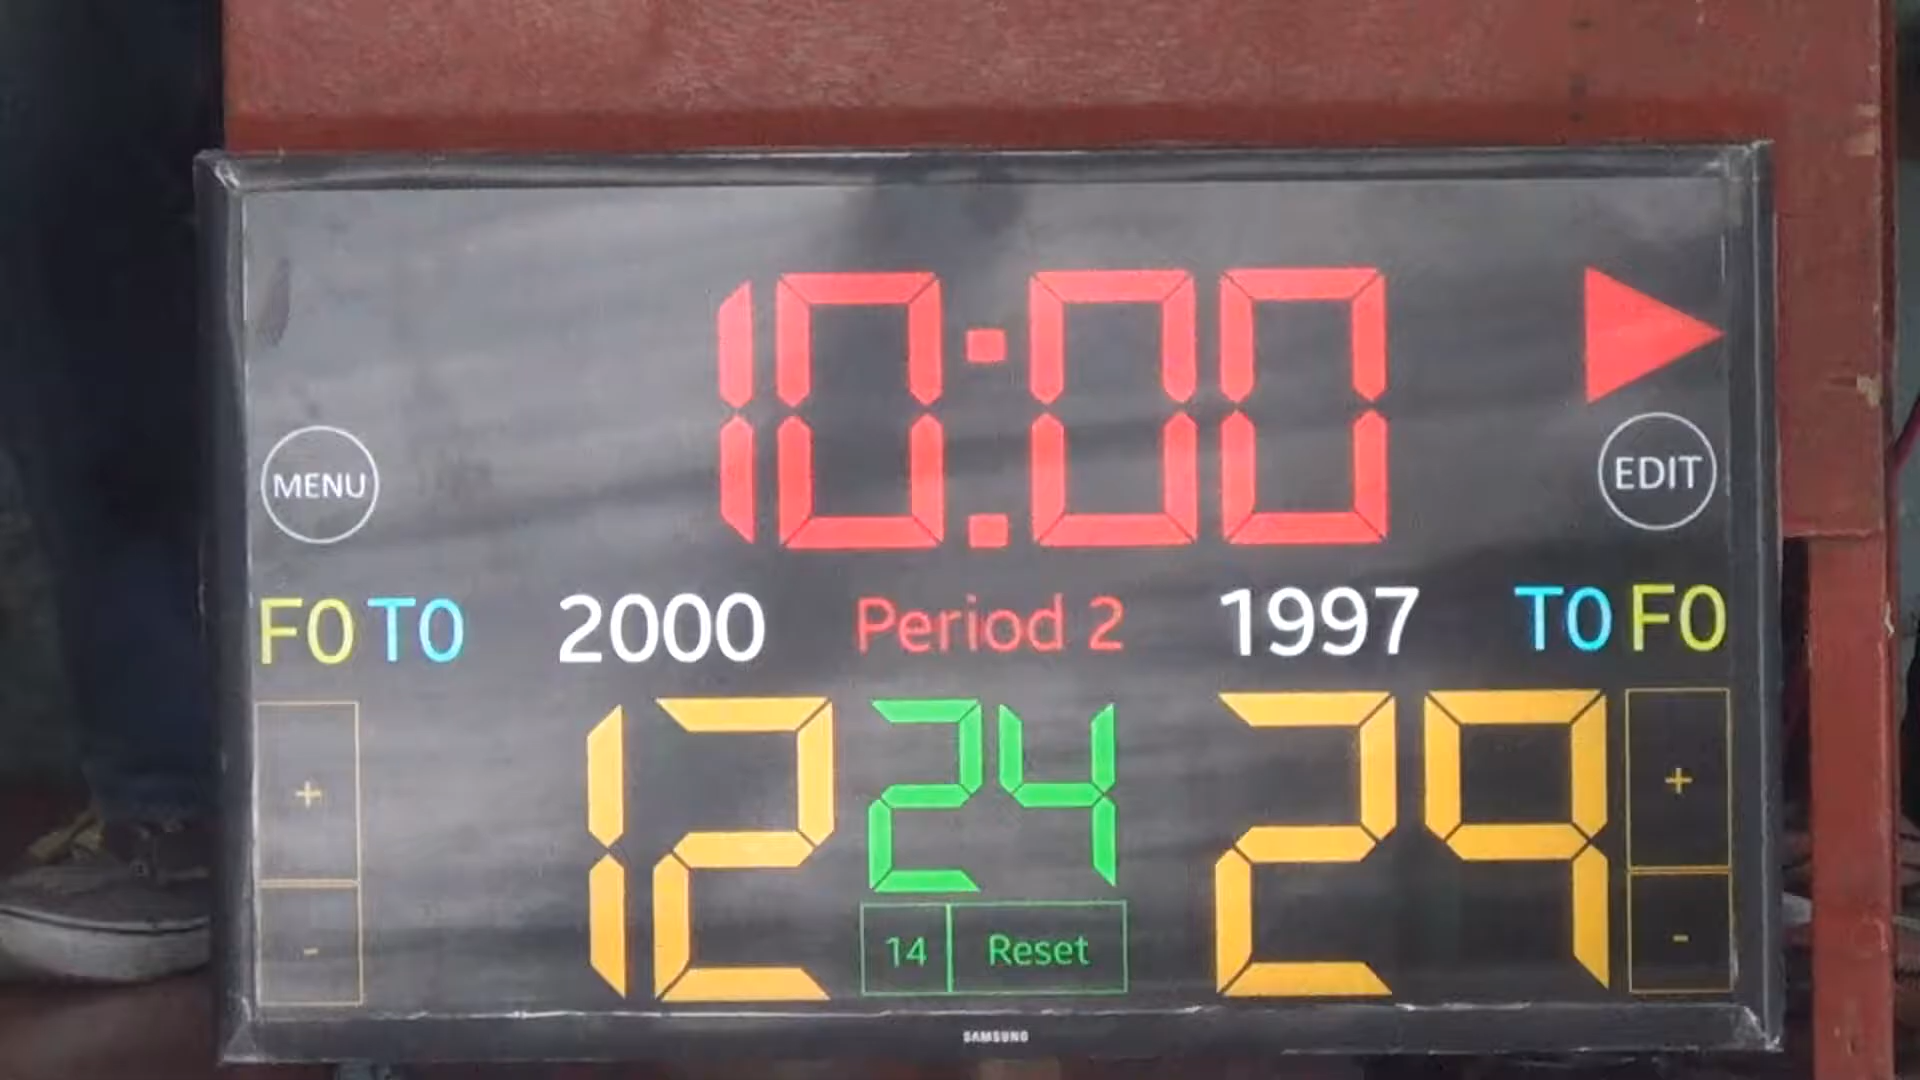 10:00
MENU
EDIT
F0 T0 2000 Period 2 1997 T0 F0
12 24 29
+ +
- 14 Reset -
SAMSUNG